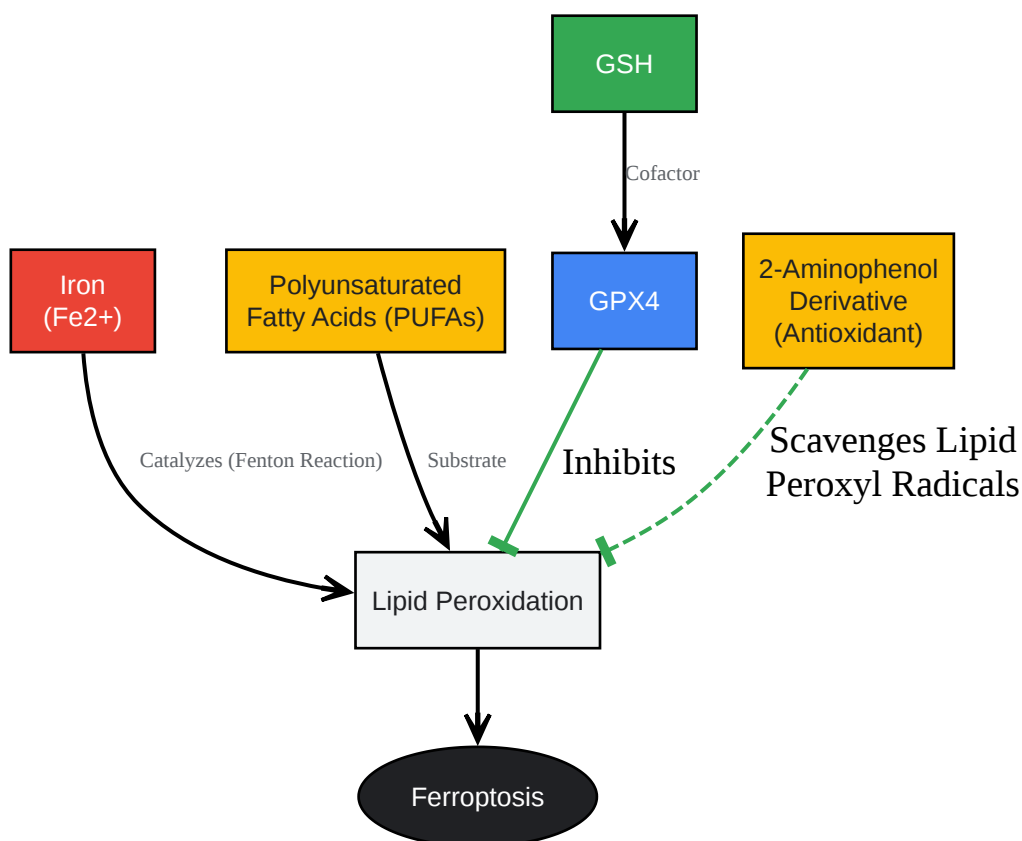 GSH
Cofactor
Iron
(Fe2+)
Polyunsaturated
Fatty Acids (PUFAs)
GPX4
2-Aminophenol
Derivative
(Antioxidant)
Catalyzes (Fenton Reaction)
Substrate
Inhibits
Scavenges Lipid
Peroxyl Radicals
Lipid Peroxidation
Ferroptosis